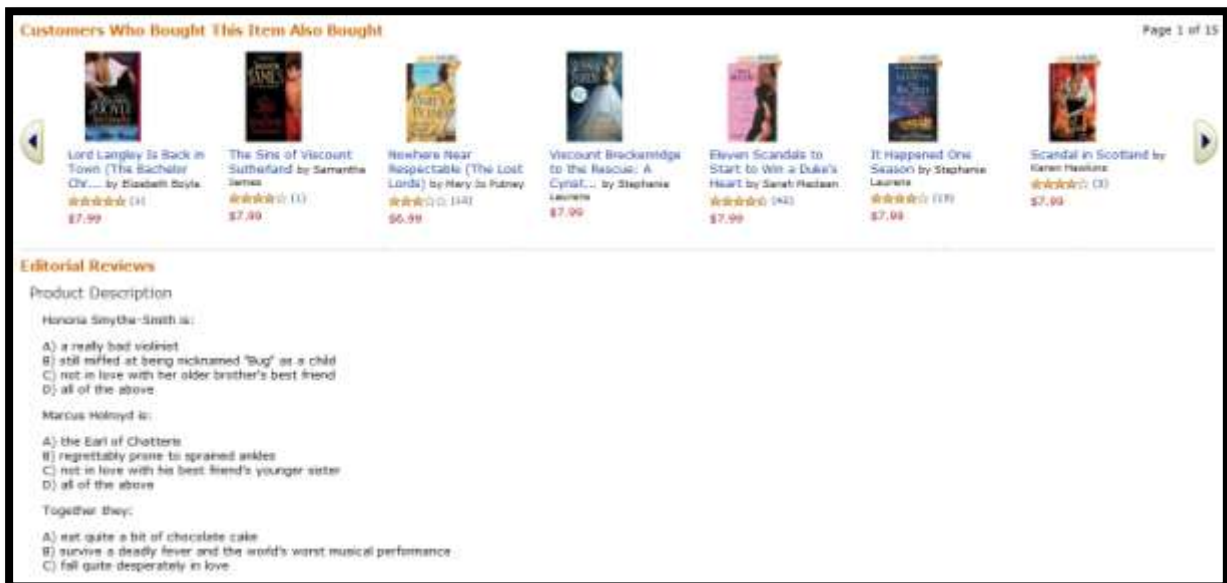 Customers Who Bought This Item Also Bought
Page 1 of 15
Lord Langley Is Back in
Town (The Bachelor
Chr.... by Elizabeth Boyle
(3)
$7.99
The Sins of Viscount
Sutherland by Samantha
James
(1)
$7.99
Nowhere Near
Respectable (The Lost
Lords) by Mary Jo Putney
$6.99
Viscount Breckenridge
to the Rescue: A
Cynst... by Stephanie
Laurens
$7.99
Eleven Scandals to
Start to Win a Duke's
Heart by Sarah MacLean
(42)
$7.99
It Happened One
Season by Stephanie
Laurens
$7.99
Scandal in Scotland by
Karen Hawkins
(3)
$7.99
Editorial Reviews
Product Description
Honoria Smythe-Smith is:
A) a really bad violinist
B) still miffed at being nicknamed "Bug" as a child
C) not in love with her older brother's best friend
D) all of the above
Marcus Holroyd is:
A) the Earl of Chatteris
B) regrettably prone to sprained ankles
C) not in love with his best friend's younger sister
D) all of the above
Together they:
A) eat quite a bit of chocolate cake
B) survive a deadly fever and the world's worst musical performance
C) fall quite desperately in love